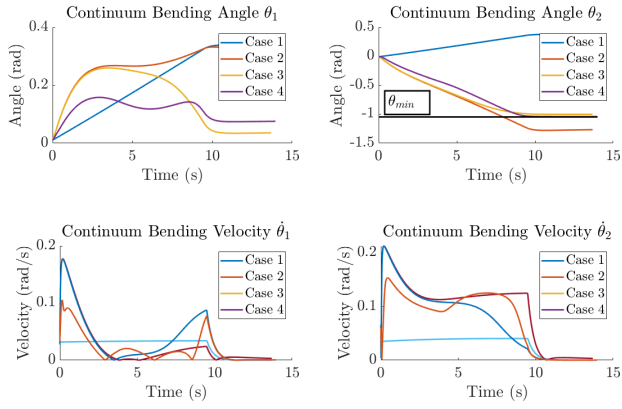 Continuum Bending Angle θ1
0.4
0.2
0
Angle (rad)
0 5 10 15
Time (s)
Case 1
Case 2
Case 3
Case 4
Continuum Bending Angle θ2
0.5
0
-0.5
-1
-1.5
Angle (rad)
θmin
0 5 10 15
Time (s)
Case 1
Case 2
Case 3
Case 4
Continuum Bending Velocity θ̇1
0.2
0.1
0
Velocity (rad/s)
0 5 10 15
Time (s)
Case 1
Case 2
Case 3
Case 4
Continuum Bending Velocity θ̇2
0.2
0.1
0
Velocity (rad/s)
0 5 10 15
Time (s)
Case 1
Case 2
Case 3
Case 4